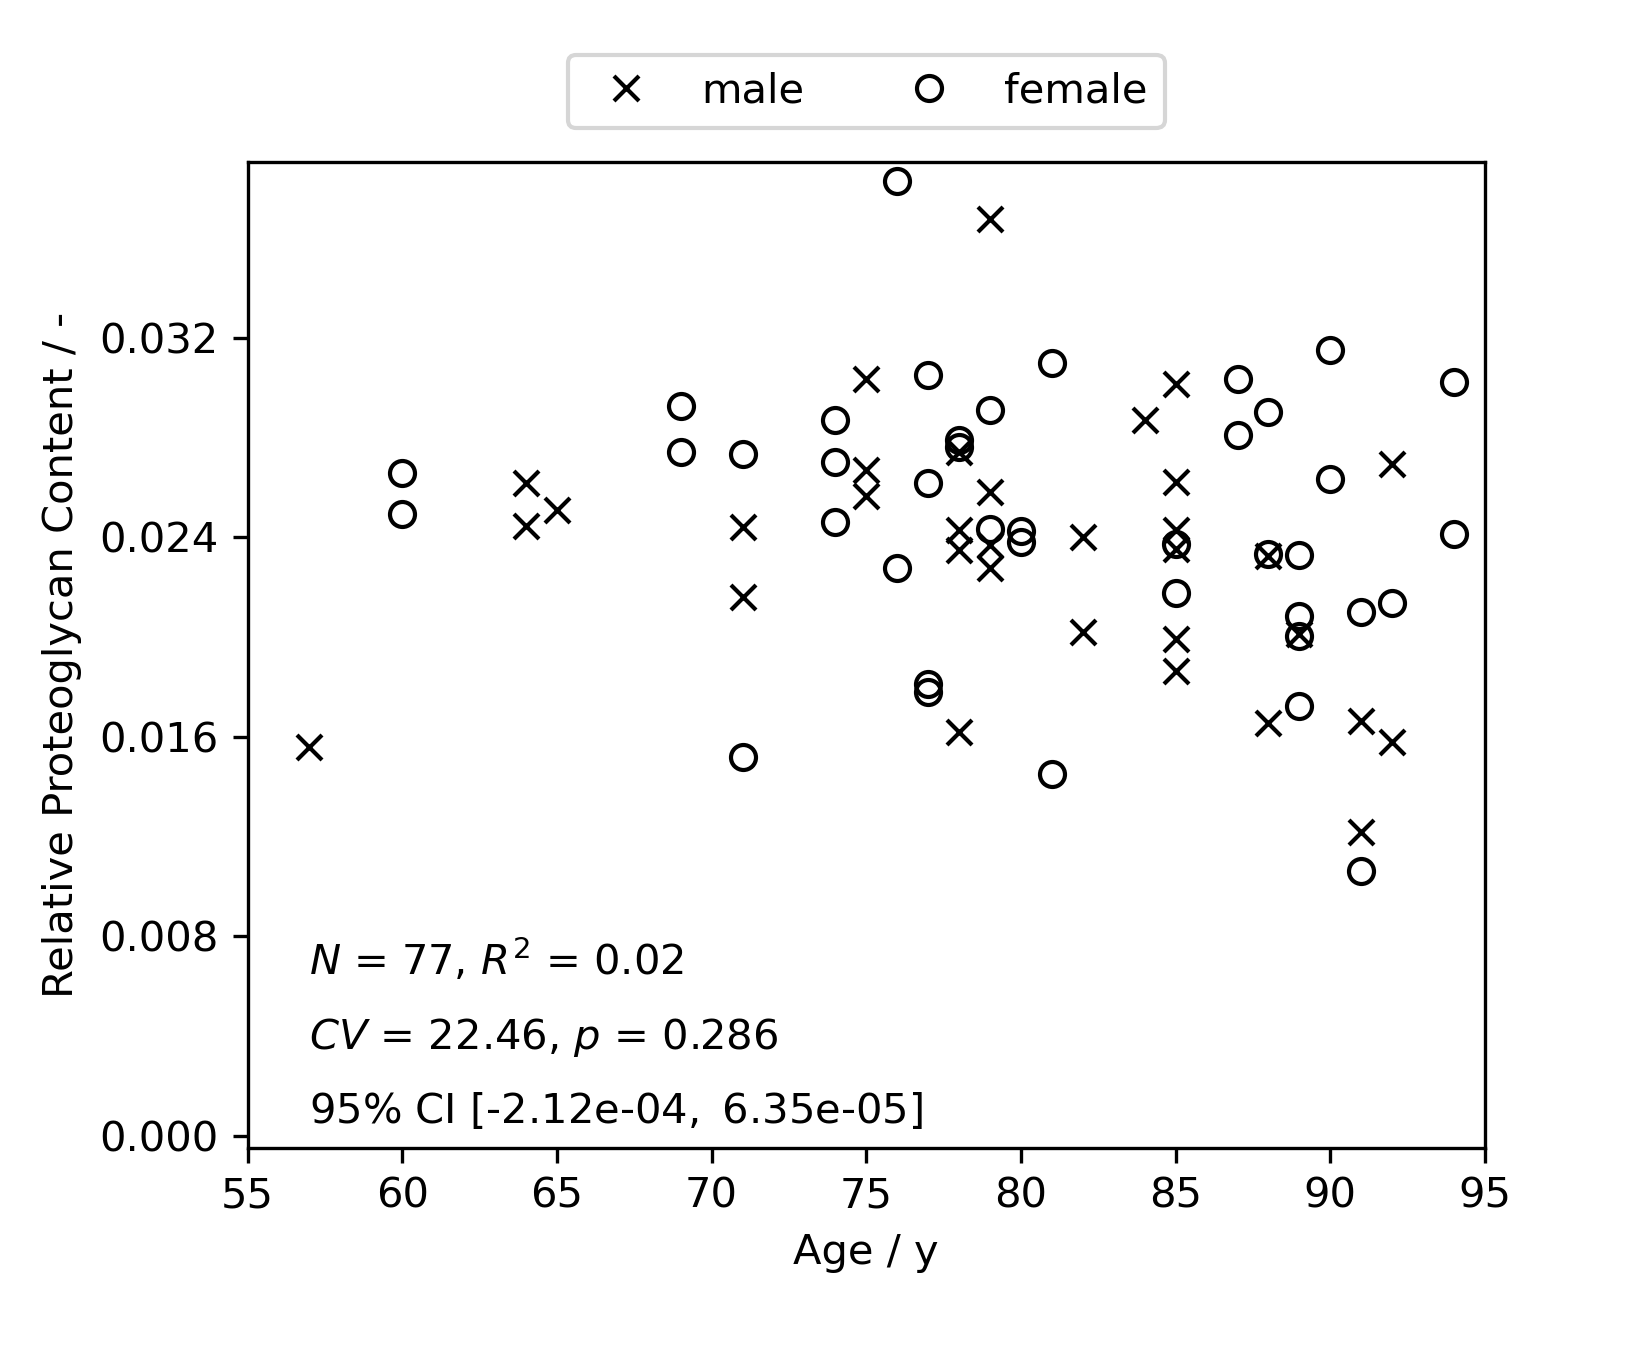 male female
Relative Proteoglycan Content / -
0.032
0.024
0.016
0.008
0.000
N = 77, R² = 0.02
CV = 22.46, p = 0.286
95% CI [-2.12e-04, 6.35e-05]
55 60 65 70 75 80 85 90 95
Age / y